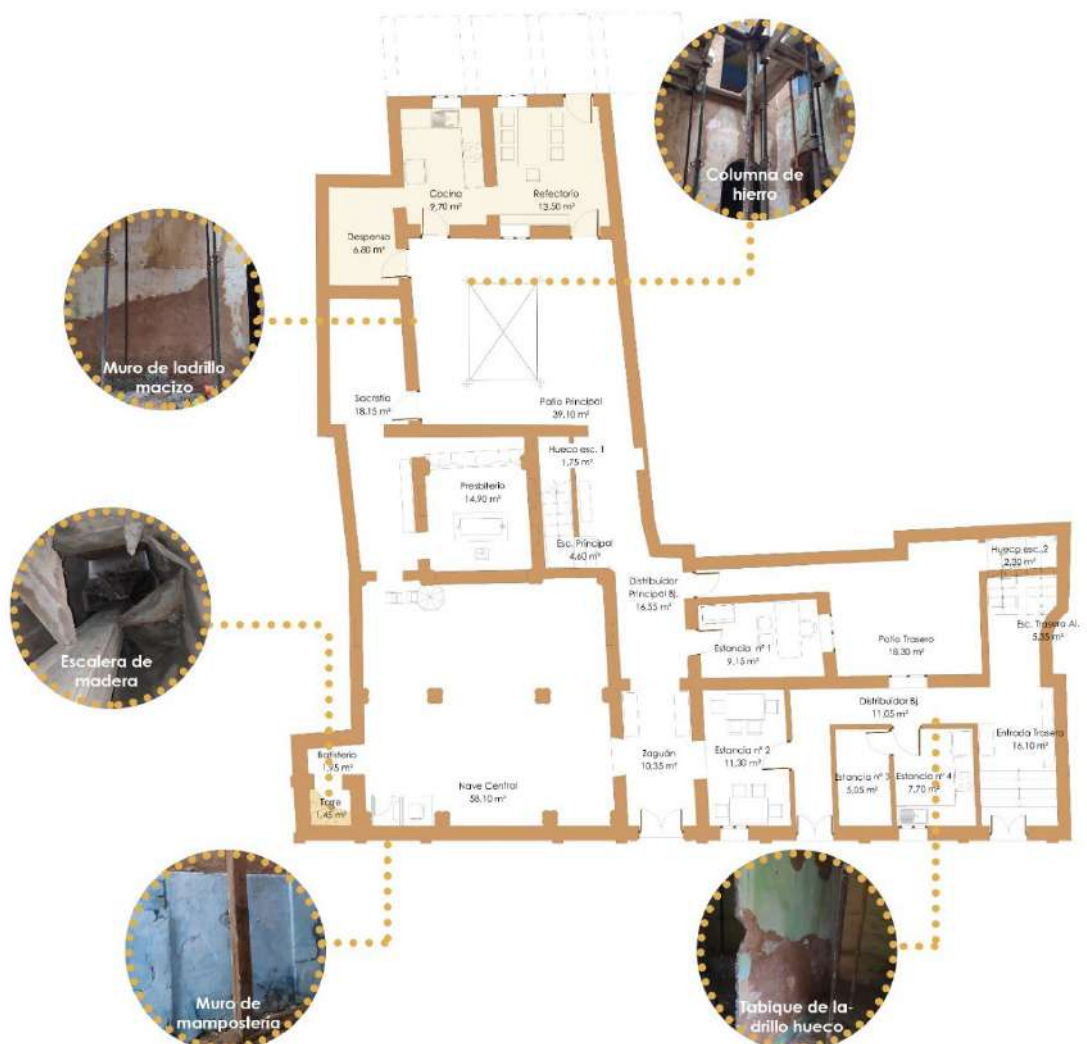 Columna de
hierro
Cocina
9,70 m²
Refectorio
13,50 m²
Despensa
6,80 m²
Muro de ladrillo
macizo
Sacristía
18,15 m²
Patio Principal
39,10 m²
Hueco esc. 1
1,75 m²
Presbiterio
14,90 m²
Esc. Principal
4,60 m²
Hueco esc. 2
2,30 m²
Distribuidor
Principal Bj.
16,55 m²
Esc. Trasera Al.
5,35 m²
Estancia nº 1
9,15 m²
Patio Trasero
18,30 m²
Escalera de
madera
Distribuidor Bj.
11,05 m²
Entrada Trasera
16,10 m²
Batisterio
1,95 m²
Zaguán
10,35 m²
Estancia nº 2
11,30 m²
Estancia nº 3
5,05 m²
Estancia nº 4
7,70 m²
Nave Central
58,10 m²
Torre
1,45 m²
Muro de
mampostería
Tabique de la-
drillo hueco